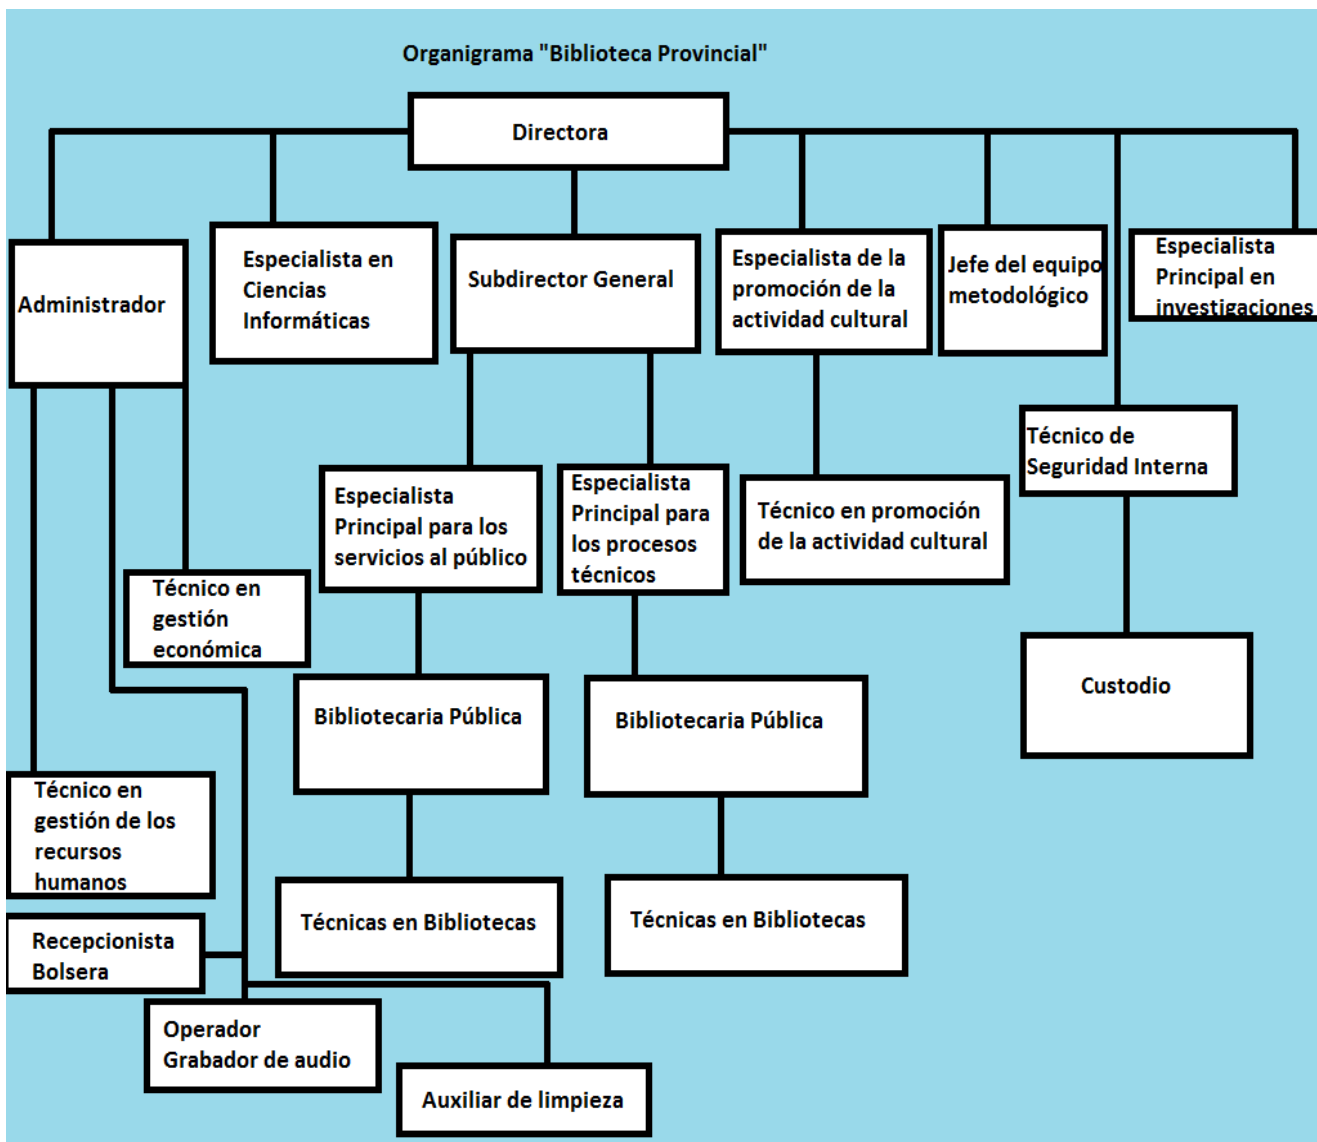 Organigrama "Biblioteca Provincial"
Directora
Administrador
Especialista en
Ciencias
Informáticas
Subdirector General
Especialista de la
promoción de la
actividad cultural
Jefe del equipo
metodológico
Especialista
Principal en
investigaciones
Técnico de
Seguridad Interna
Especialista
Principal para los
servicios al público
Especialista
Principal para
los procesos
técnicos
Técnico en promoción
de la actividad cultural
Técnico en
gestión
económica
Bibliotecaria Pública
Bibliotecaria Pública
Custodio
Técnico en
gestión de los
recursos
humanos
Técnicas en Bibliotecas
Técnicas en Bibliotecas
Recepcionista
Bolsera
Operador
Grabador de audio
Auxiliar de limpieza